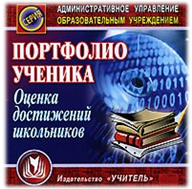 СЕРИЯ
АДМИНИСТРАТИВНОЕ УПРАВЛЕНИЕ
ОБРАЗОВАТЕЛЬНЫМ УЧРЕЖДЕНИЕМ
ПОРТФОЛИО
УЧЕНИКА
Оценка
достижений
школьников
Издательство «УЧИТЕЛЬ»